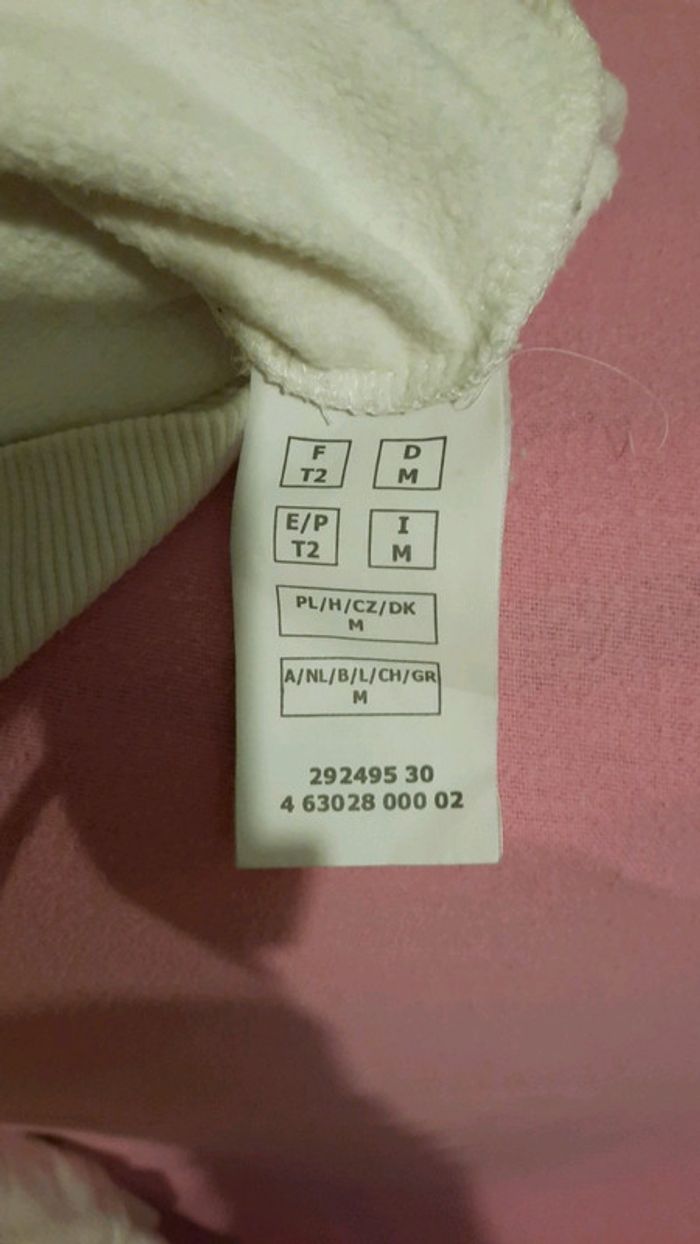 F D
T2 M
E/P I
T2 M
PL/H/CZ/DK
M
A/NL/B/L/CH/GR
M
292495 30
4 63028 000 02